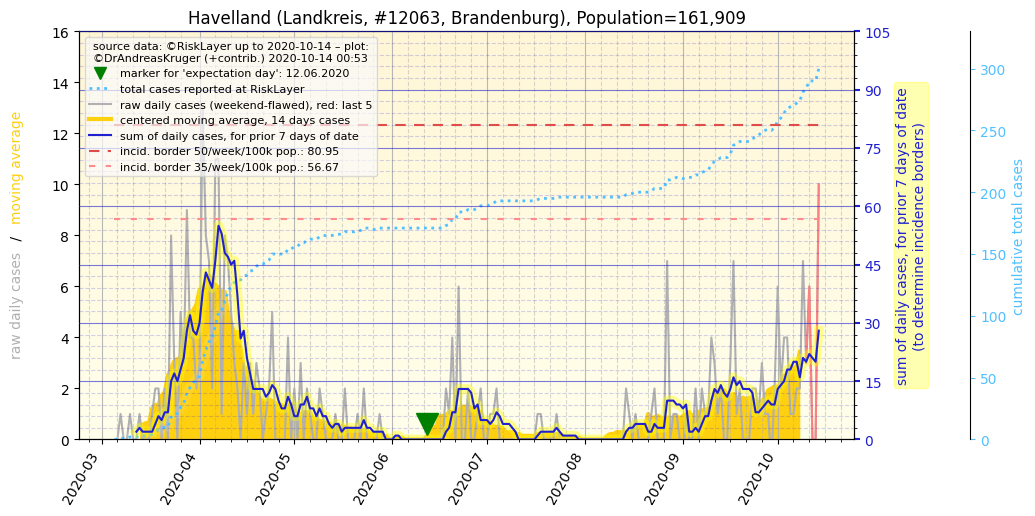 Havelland (Landkreis, #12063, Brandenburg), Population=161,909
source data: ©RiskLayer up to 2020-10-14 – plot:
©DrAndreasKruger (+contrib.) 2020-10-14 00:53
marker for 'expectation day': 12.06.2020
total cases reported at RiskLayer
raw daily cases (weekend-flawed), red: last 5
centered moving average, 14 days cases
sum of daily cases, for prior 7 days of date
incid. border 50/week/100k pop.: 80.95
incid. border 35/week/100k pop.: 56.67
raw daily cases / moving average
16
14
12
10
8
6
4
2
0
2020-03
2020-04
2020-05
2020-06
2020-07
2020-08
2020-09
2020-10
105
90
75
60
45
30
15
0
sum of daily cases, for prior 7 days of date
(to determine incidence borders)
300
250
200
150
100
50
0
cumulative total cases